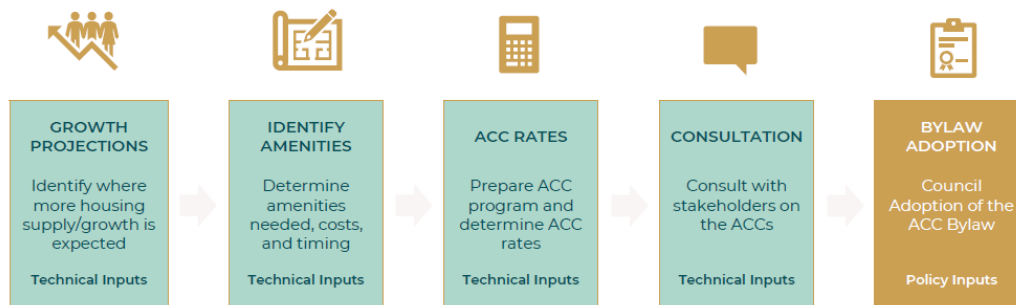 GROWTH
PROJECTIONS
Identify where
more housing
supply/growth is
expected
Technical Inputs
IDENTIFY
AMENITIES
Determine
amenities
needed, costs,
and timing
Technical Inputs
ACC RATES
Prepare ACC
program and
determine ACC
rates
Technical Inputs
CONSULTATION
Consult with
stakeholders on
the ACCs
Technical Inputs
BYLAW
ADOPTION
Council
Adoption of the
ACC Bylaw
Policy Inputs